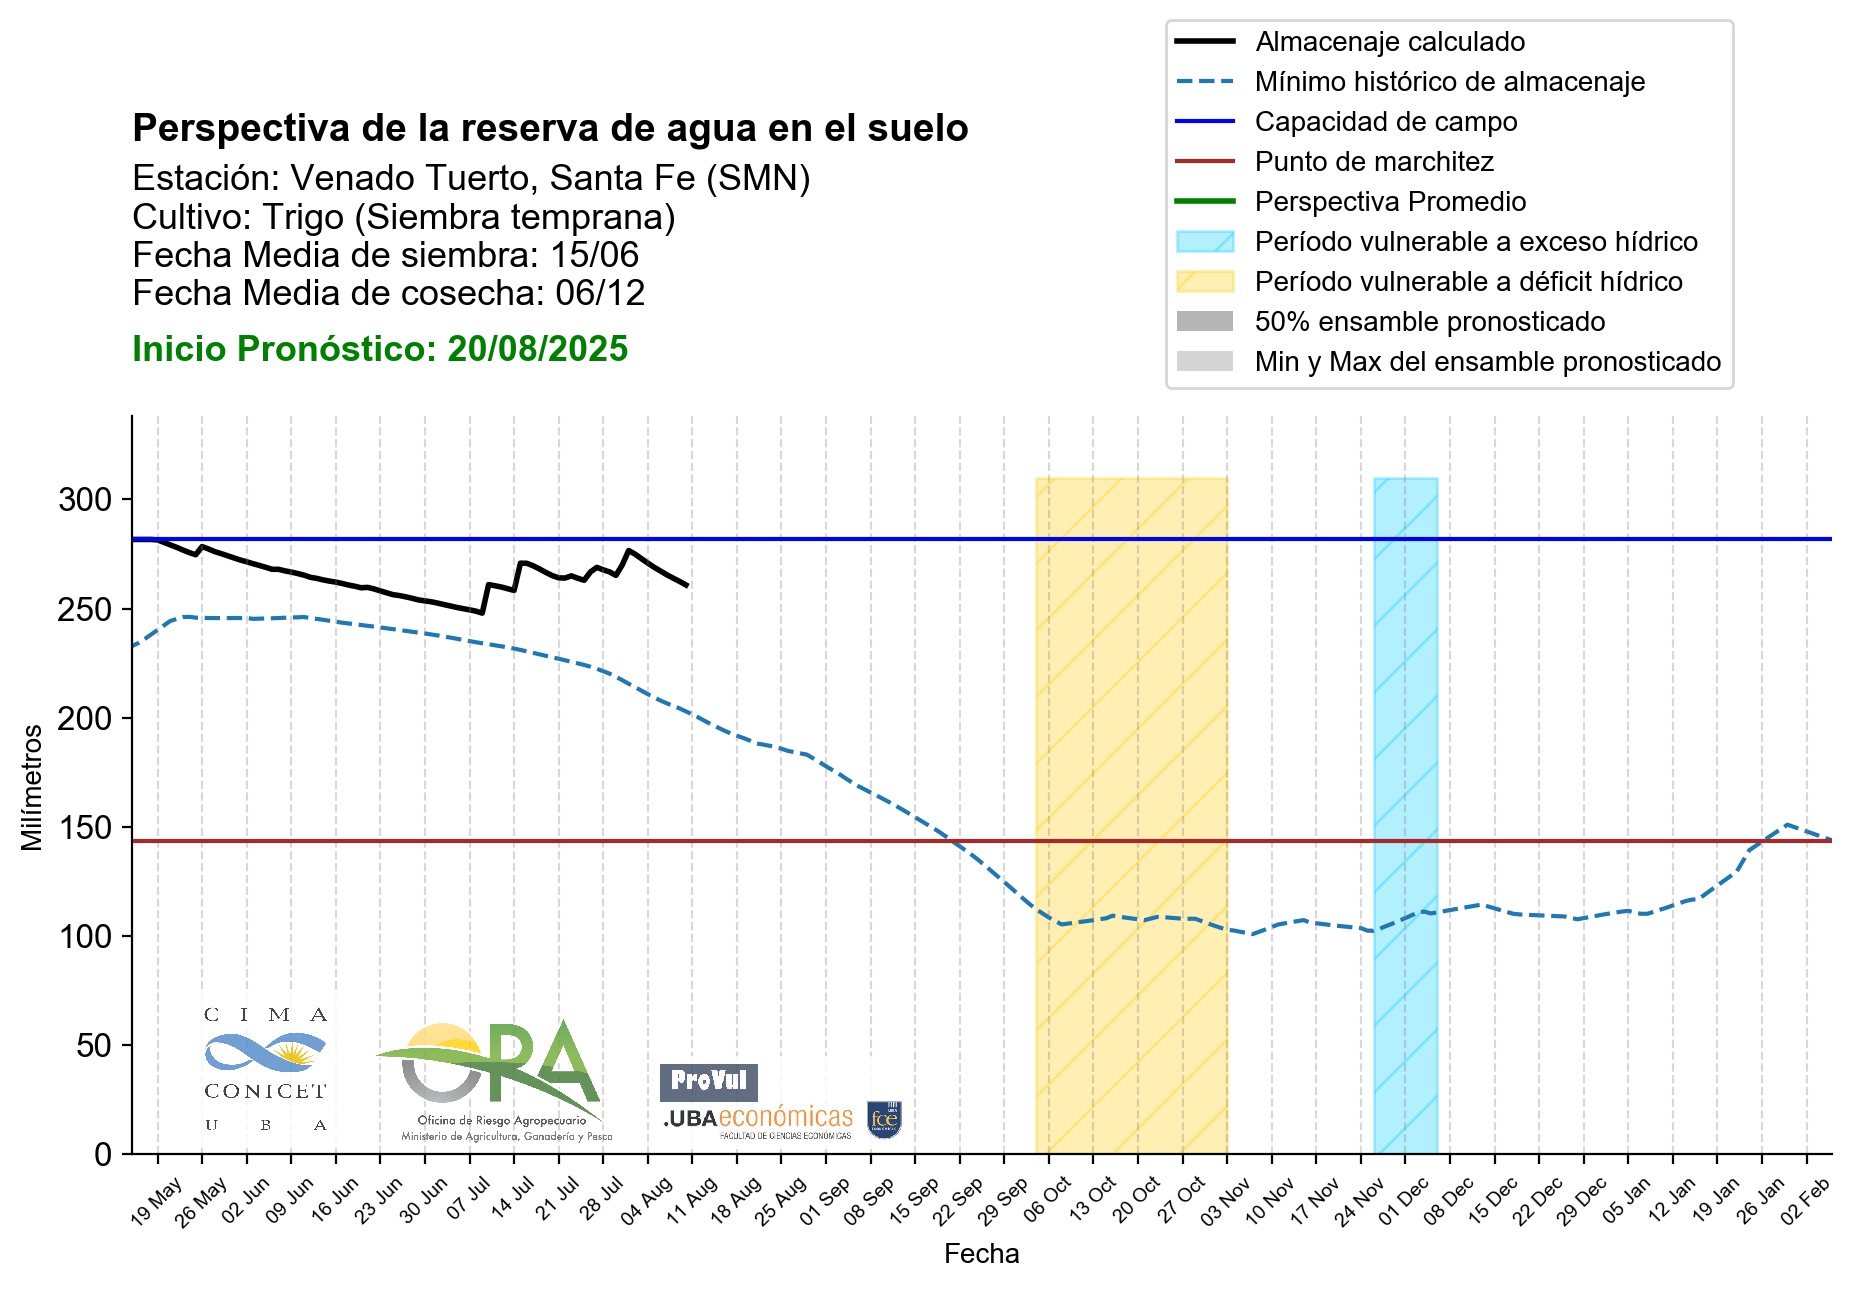 Almacenaje calculado
Mínimo histórico de almacenaje
Capacidad de campo
Punto de marchitez
Perspectiva Promedio
Período vulnerable a exceso hídrico
Período vulnerable a déficit hídrico
50% ensamble pronosticado
Min y Max del ensamble pronosticado
Perspectiva de la reserva de agua en el suelo
Estación: Venado Tuerto, Santa Fe (SMN)
Cultivo: Trigo (Siembra temprana)
Fecha Media de siembra: 15/06
Fecha Media de cosecha: 06/12
Inicio Pronóstico: 20/08/2025
300
250
200
150
100
50
0
Milímetros
CIMA
CONICET
UBA
ORA
Oficina de Riesgo Agropecuario
Ministerio de Agricultura, Ganadería y Pesca
ProVul
.UBAeconómicas
FACULTAD DE CIENCIAS ECONÓMICAS
fce
19 May
26 May
02 Jun
09 Jun
16 Jun
23 Jun
30 Jun
07 Jul
14 Jul
21 Jul
28 Jul
04 Aug
11 Aug
18 Aug
25 Aug
01 Sep
08 Sep
15 Sep
22 Sep
29 Sep
06 Oct
13 Oct
20 Oct
27 Oct
03 Nov
10 Nov
17 Nov
24 Nov
01 Dec
08 Dec
15 Dec
22 Dec
29 Dec
05 Jan
12 Jan
19 Jan
26 Jan
02 Feb
Fecha